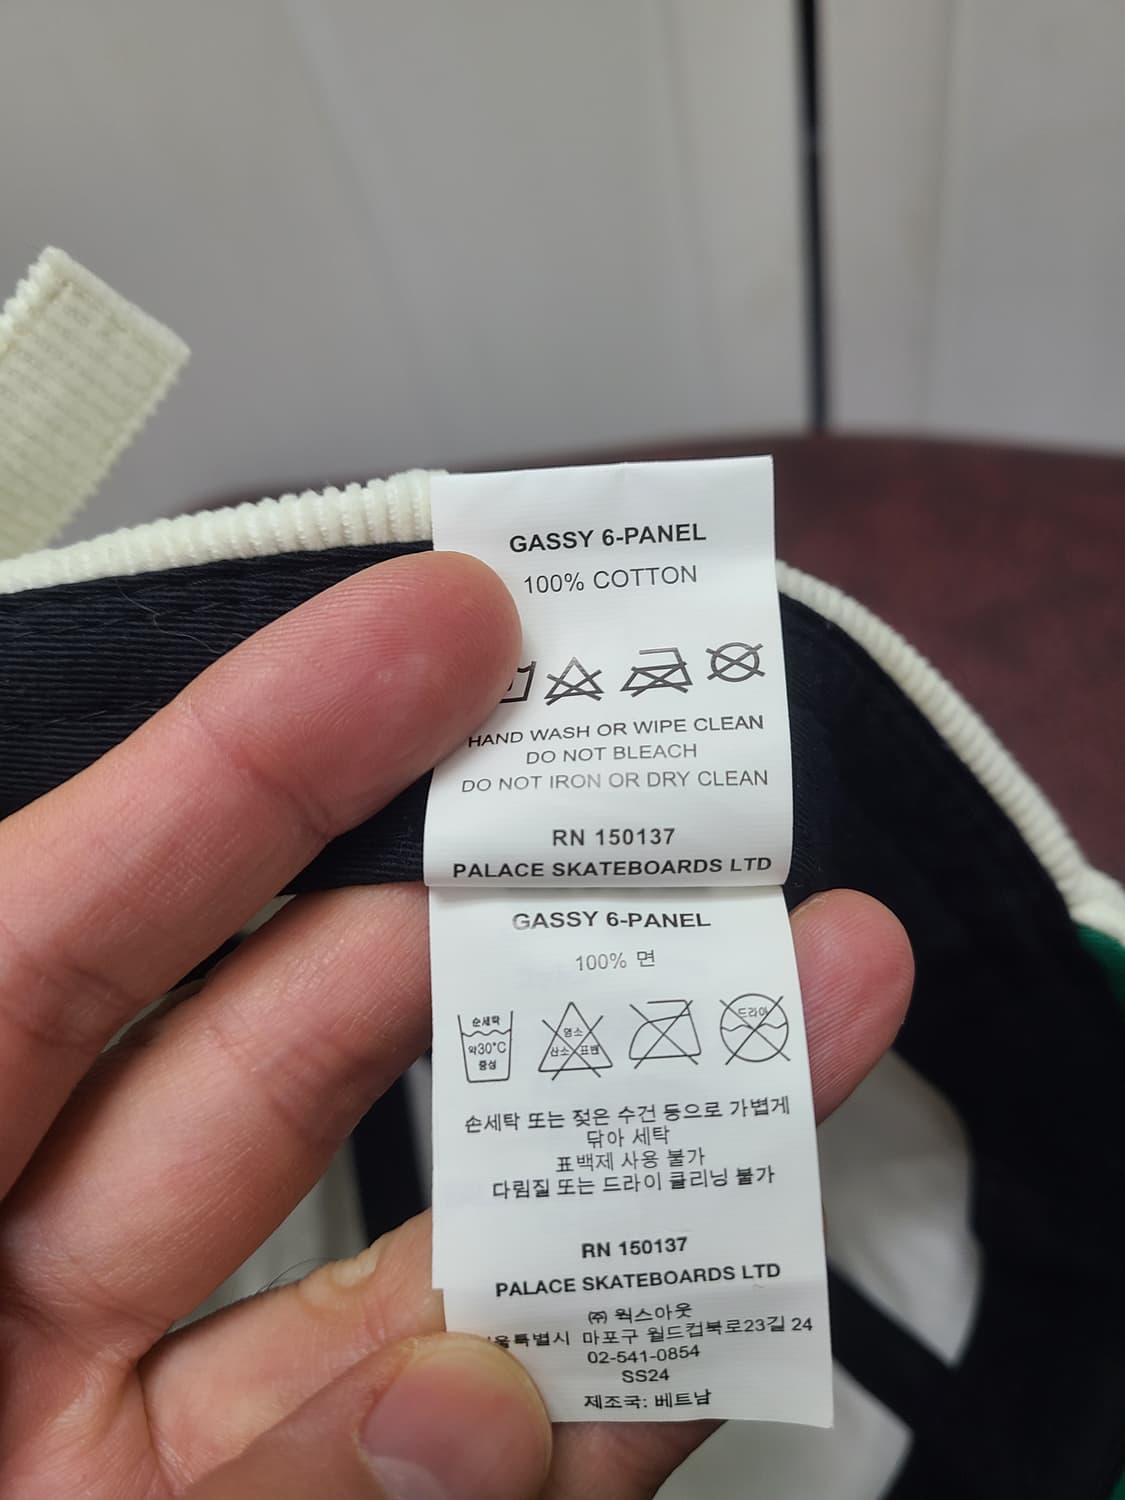 GASSY 6-PANEL
100% COTTON
HAND WASH OR WIPE CLEAN
DO NOT BLEACH
DO NOT IRON OR DRY CLEAN
RN 150137
PALACE SKATEBOARDS LTD
GASSY 6-PANEL
100% 면
손세탁
약30°C
중성
염소
산소 표백
드라이
손세탁 또는 젖은 수건 등으로 가볍게
닦아 세탁
표백제 사용 불가
다림질 또는 드라이 클리닝 불가
RN 150137
PALACE SKATEBOARDS LTD
㈜ 웍스아웃
울특별시 마포구 월드컵북로23길 24
02-541-0854
SS24
제조국: 베트남